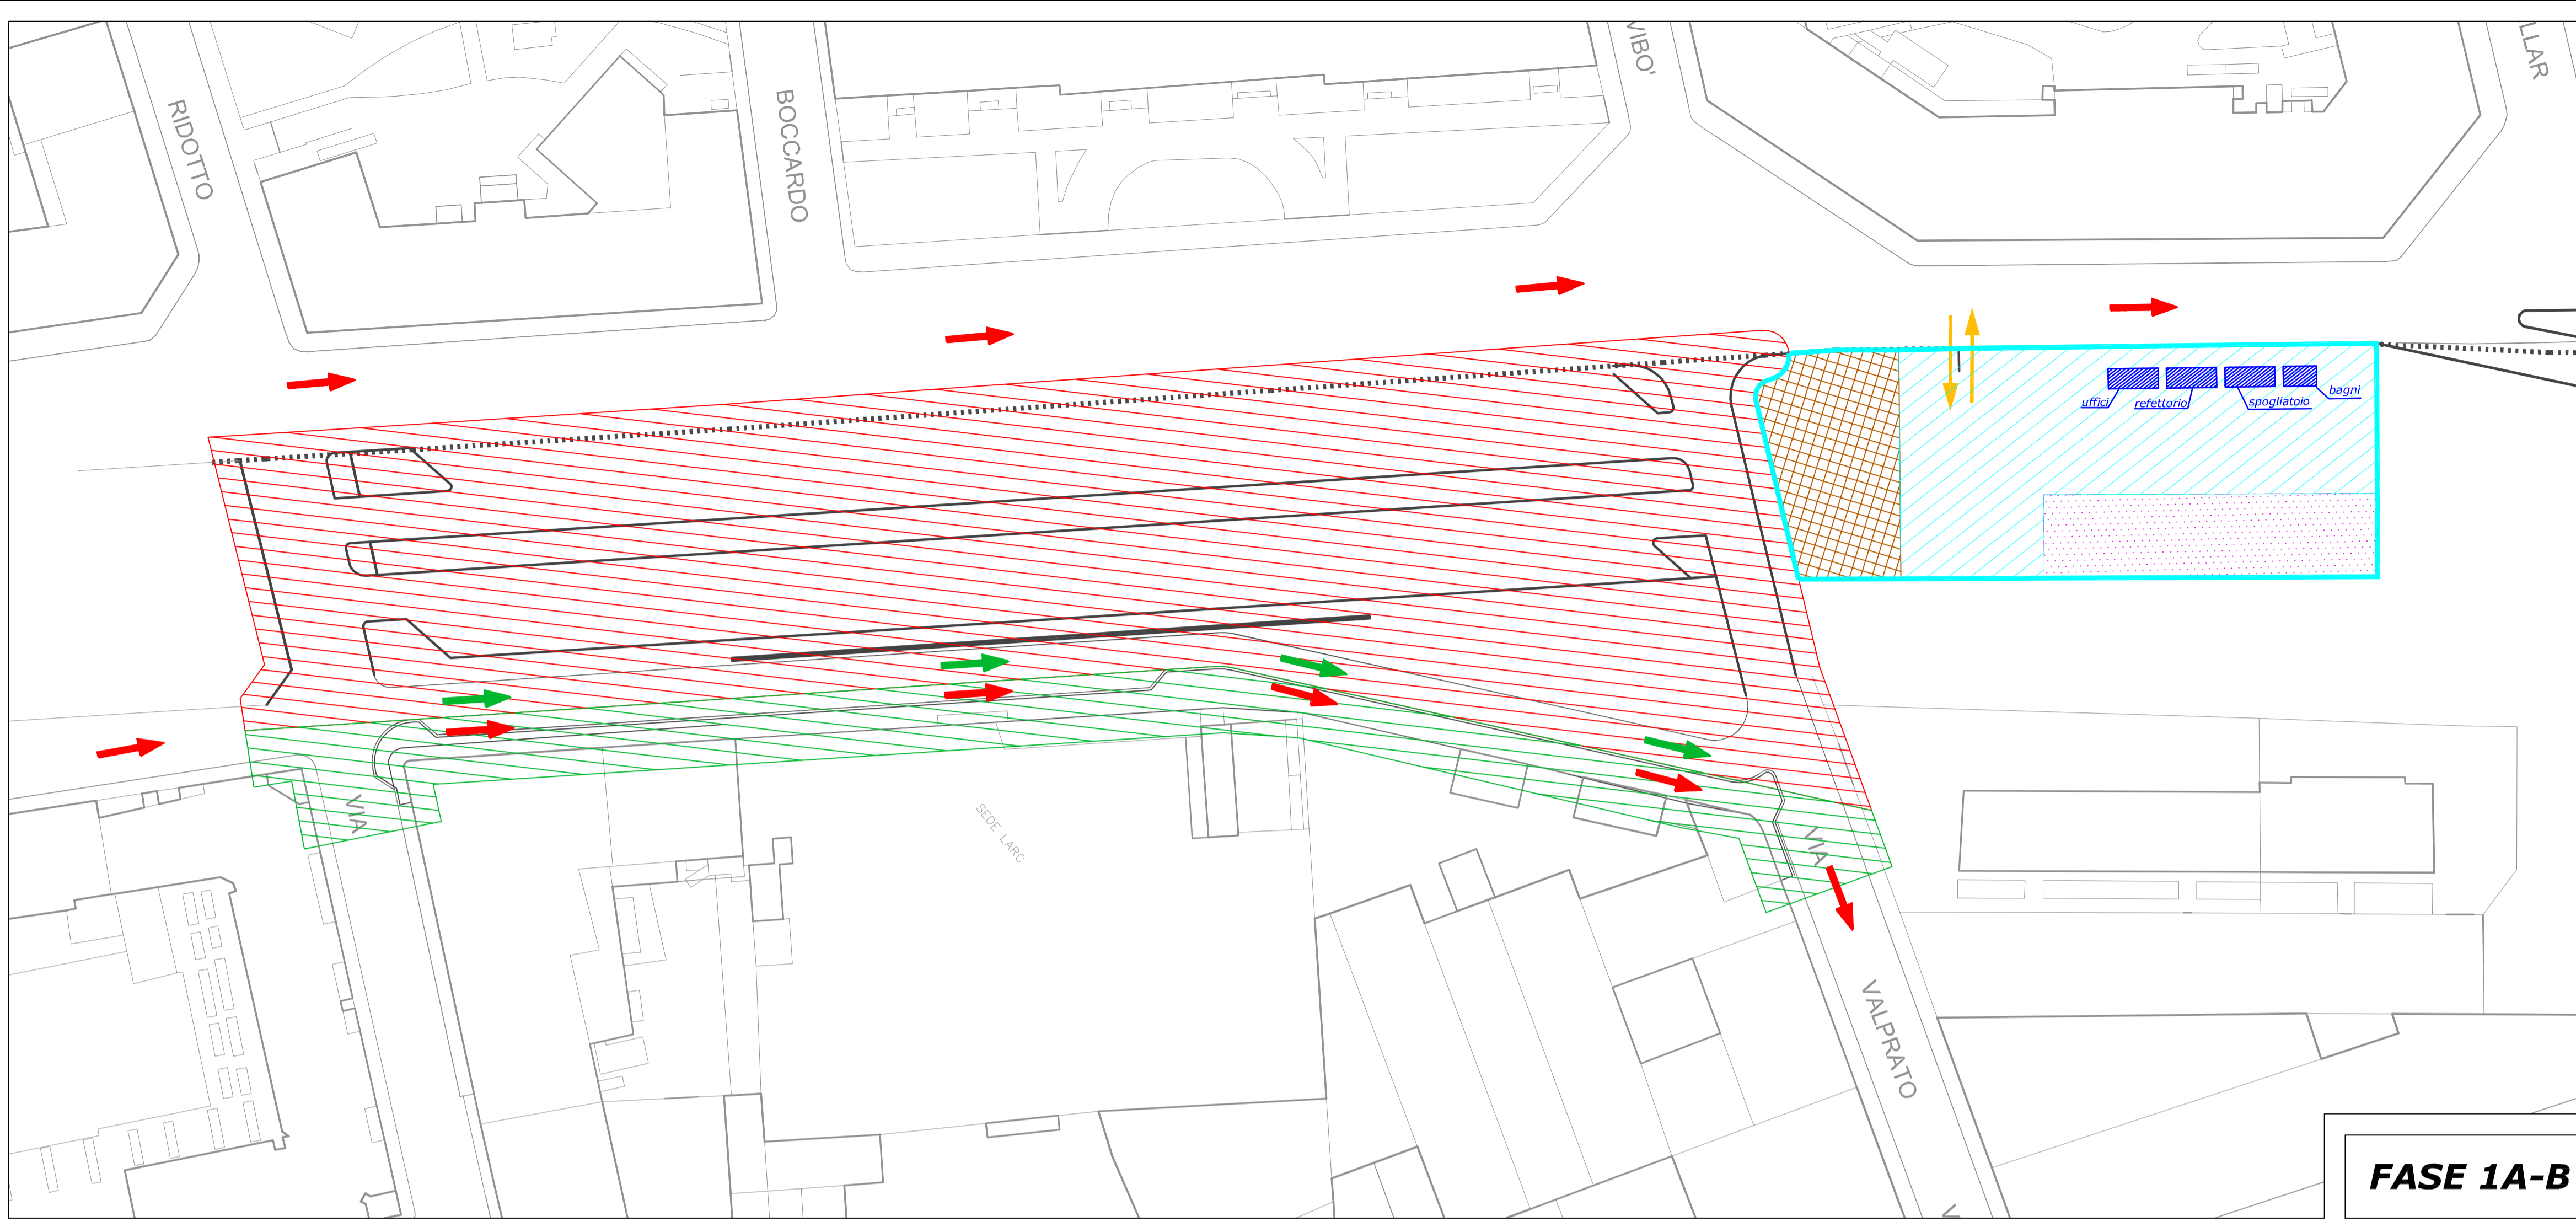 RIDOTTO
BOCCARDO
VIBO'
LLAR
uffici
refettorio
spogliatoio
bagni
VIA
SEDE LARC
VIA
VALPRATO
V
FASE 1A-B